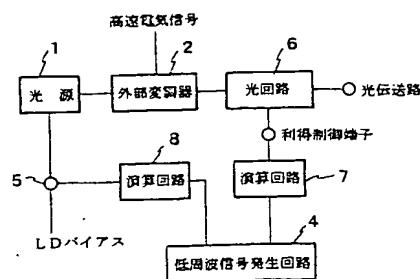 高速電気信号
1
2
6
光 源
外部変調器
光回路
光伝送路
8
利得制御端子
5
演算回路
演算回路
7
LDバイアス
4
低周波信号発生回路